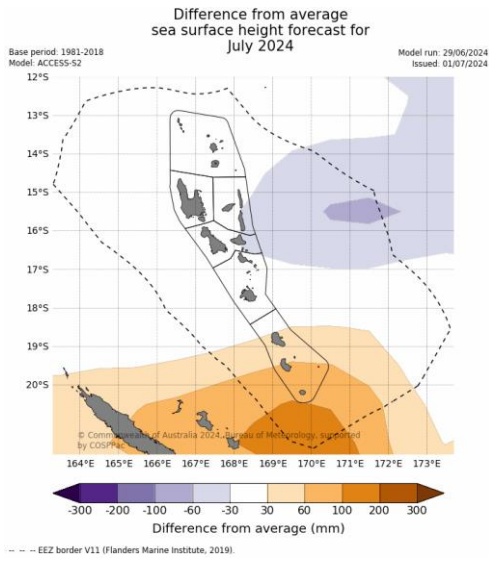 Difference from average
sea surface height forecast for
July 2024
Base period: 1981-2018
Model: ACCESS-S2
Model run: 29/06/2024
Issued: 01/07/2024
12°S
13°S
14°S
15°S
16°S
17°S
18°S
19°S
20°S
© Commonwealth of Australia 2024, Bureau of Meteorology, supported
by COSPPac
164°E 165°E 166°E 167°E 168°E 169°E 170°E 171°E 172°E 173°E
-300 -200 -100 -60 -30 30 60 100 200 300
Difference from average (mm)
-- -- -- EEZ border V11 (Flanders Marine Institute, 2019).